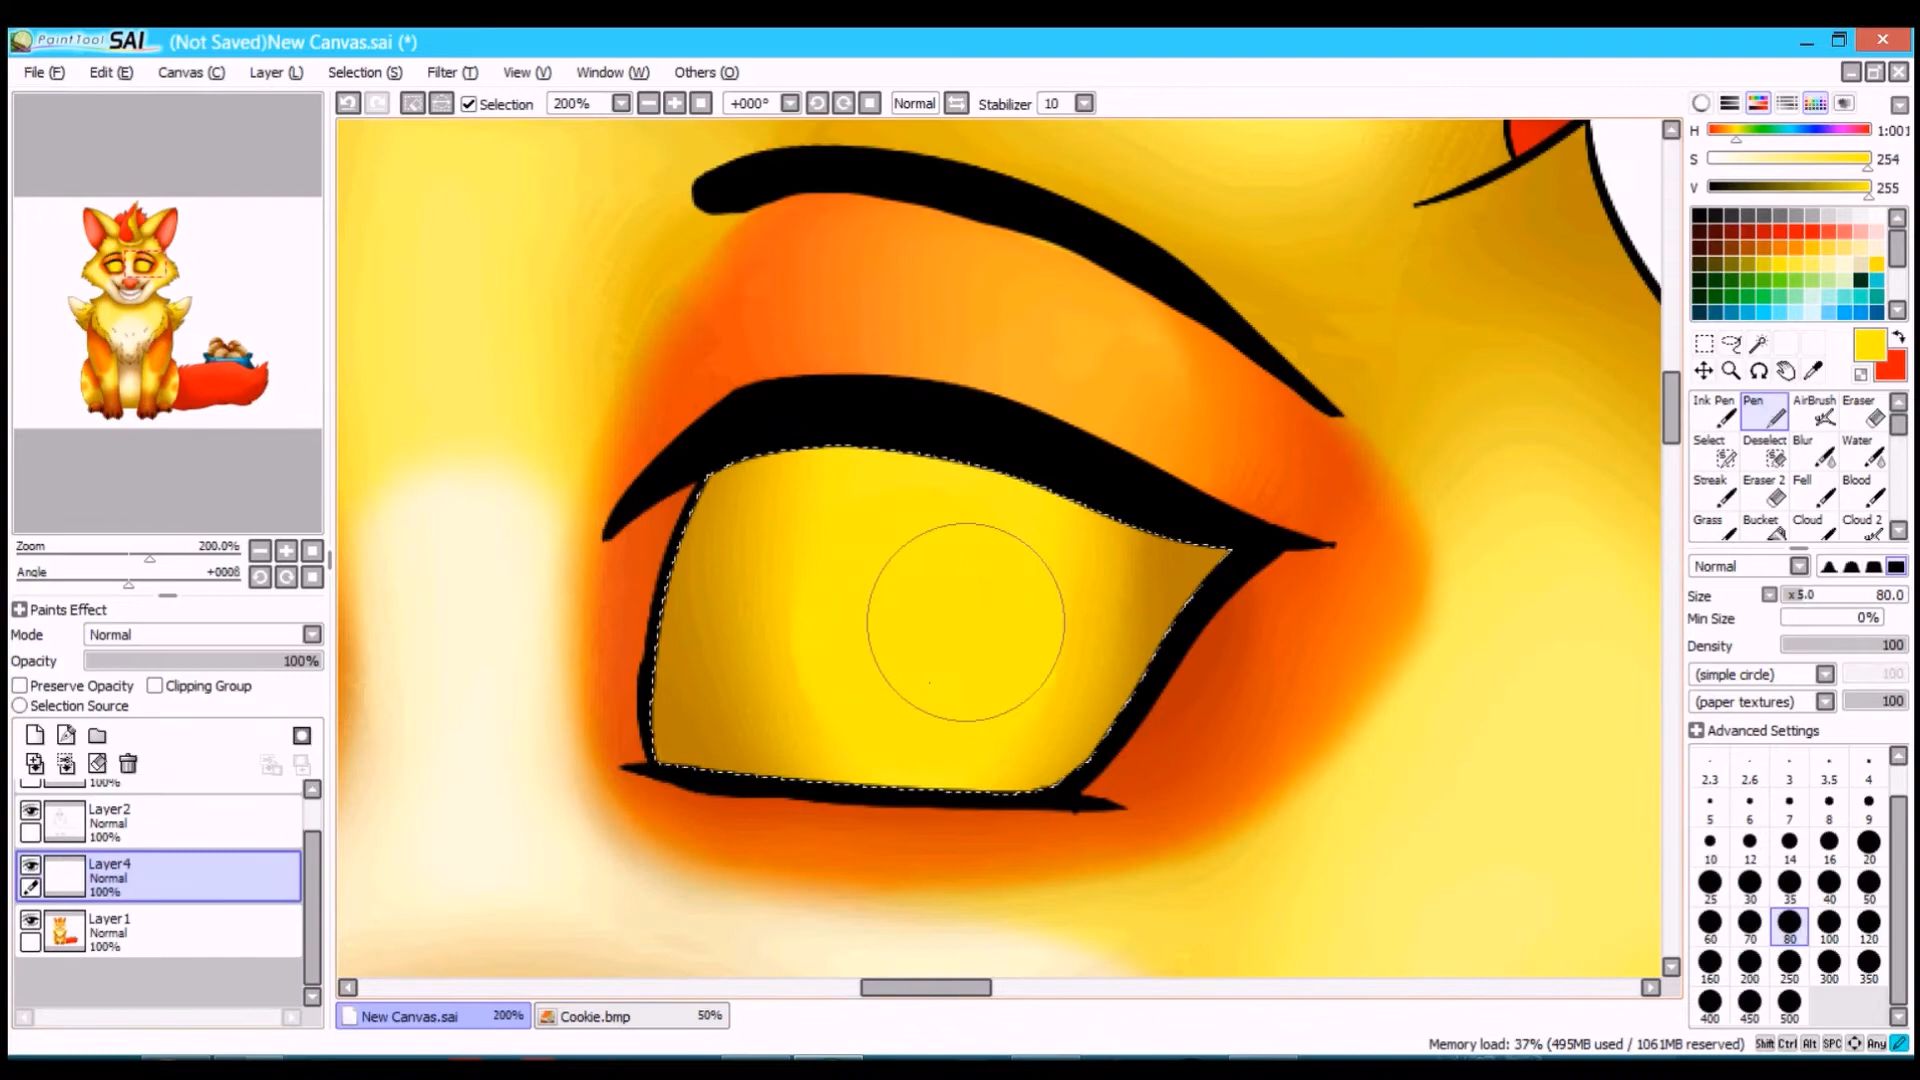 PaintTool SAI (Not Saved)New Canvas.sai (*)
File (F) Edit (E) Canvas (C) Layer (L) Selection (S) Filter (T) View (V) Window (W) Others (O)
Selection 200% +000° Normal Stabilizer 10
H 1:001
S 254
V 255
Ink Pen Pen AirBrush Eraser
Select Deselect Blur Water
Streak Eraser 2 Fell Blood
Grass Bucket Cloud Cloud 2
Zoom 200.0%
Angle
Paints Effect
Mode Normal
Opacity 100%
Preserve Opacity Clipping Group
Selection Source
100%
Layer2
Normal
100%
Layer4
Normal
100%
Layer1
Normal
100%
Normal
Size x 5.0 80.0
Min Size 0%
Density 100
(simple circle) 100
(paper textures) 100
Advanced Settings
2.3 2.6 3 3.5 4
5 6 7 8 9
10 12 14 16 20
25 30 35 40 50
60 70 80 100 120
160 200 250 300 350
400 450 500
New Canvas.sai 200% Cookie.bmp 50%
Memory load: 37% (495MB used / 1061MB reserved) Shift Ctrl Alt SPC Any